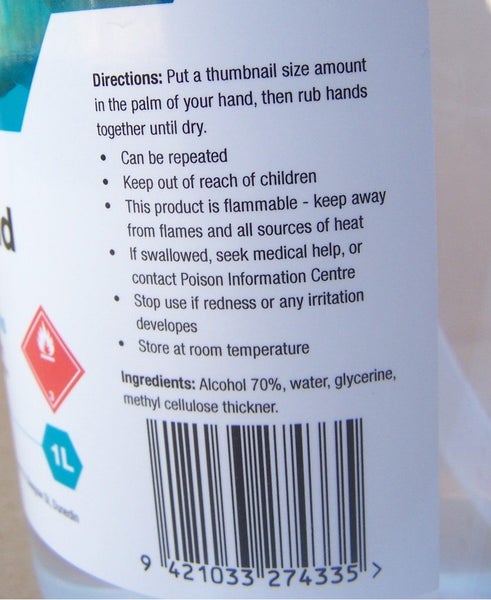 Directions: Put a thumbnail size amount
in the palm of your hand, then rub hands
together until dry.
• Can be repeated
• Keep out of reach of children
• This product is flammable - keep away
from flames and all sources of heat
• If swallowed, seek medical help, or
contact Poison Information Centre
• Stop use if redness or any irritation
developes
• Store at room temperature
Ingredients: Alcohol 70%, water, glycerine,
methyl cellulose thickner.
d
3
1L
St, Dunedin
9 421033 274335 >